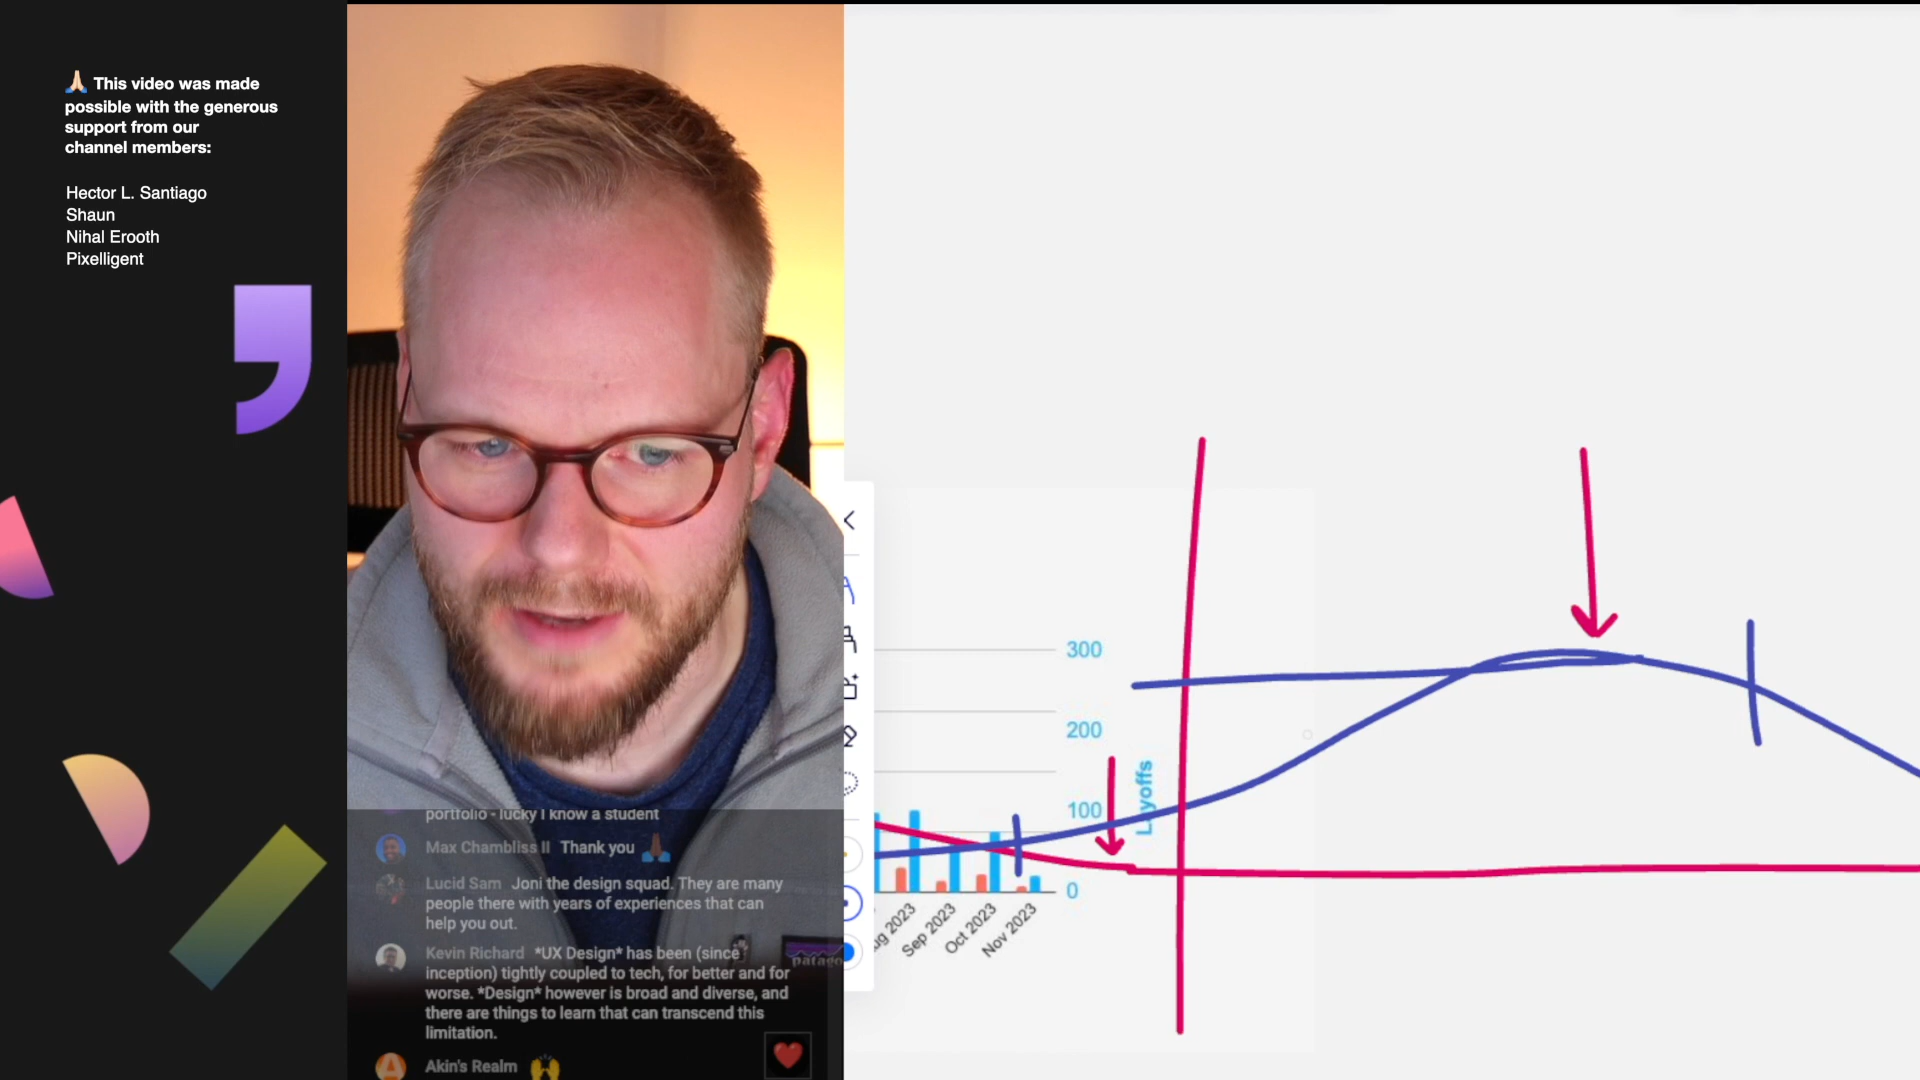 🙏🏻 This video was made
possible with the generous
support from our
channel members:
Hector L. Santiago
Shaun
Nihal Erooth
Pixelligent
portfolio - lucky I know a student
Max Chambliss II Thank you 🙏🏾
Lucid Sam Joni the design squad. They are many
people there with years of experiences that can
help you out.
Kevin Richard *UX Design* has been (since
inception) tightly coupled to tech, for better and for
worse. *Design* however is broad and diverse, and
there are things to learn that can transcend this
limitation.
Akin's Realm 🙌
patago
300
200
100
0
Layoffs
ug 2023
Sep 2023
Oct 2023
Nov 2023